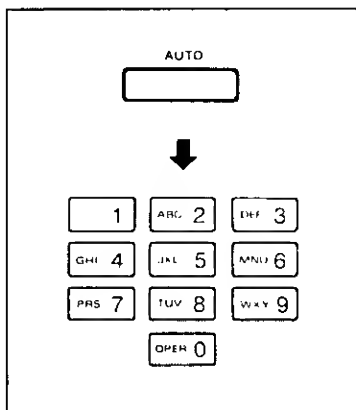 AUTO
1 ABC 2 DEF 3
GHI 4 JKL 5 MNO 6
PRS 7 TUV 8 WXY 9
OPER 0